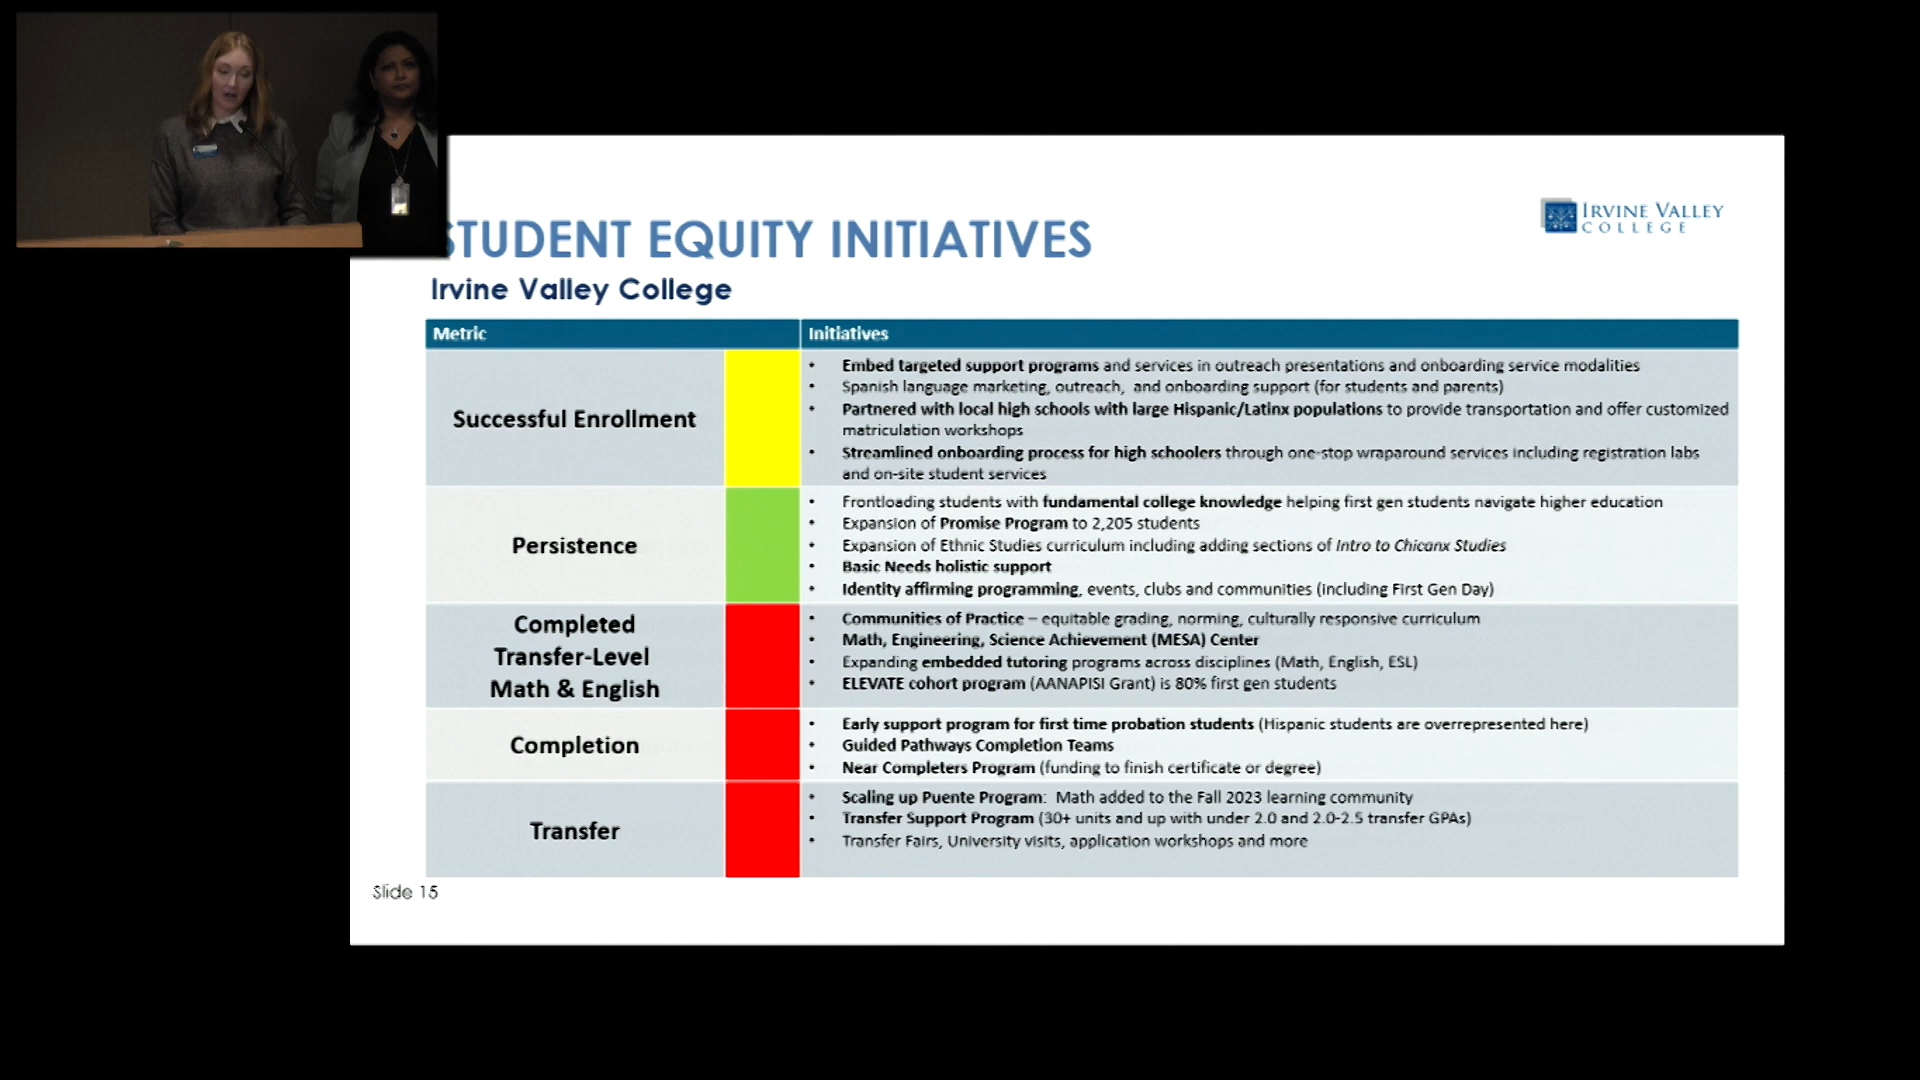 STUDENT EQUITY INITIATIVES
IRVINE VALLEY
COLLEGE
Irvine Valley College
Metric
Initiatives
Successful Enrollment
• Embed targeted support programs and services in outreach presentations and onboarding service modalities
• Spanish language marketing, outreach, and onboarding support (for students and parents)
• Partnered with local high schools with large Hispanic/Latinx populations to provide transportation and offer customized
matriculation workshops
• Streamlined onboarding process for high schoolers through one-stop wraparound services including registration labs
and on-site student services
Persistence
• Frontloading students with fundamental college knowledge helping first gen students navigate higher education
• Expansion of Promise Program to 2,205 students
• Expansion of Ethnic Studies curriculum including adding sections of Intro to Chicanx Studies
• Basic Needs holistic support
• Identity affirming programming, events, clubs and communities (including First Gen Day)
Completed
Transfer-Level
Math & English
• Communities of Practice – equitable grading, norming, culturally responsive curriculum
• Math, Engineering, Science Achievement (MESA) Center
• Expanding embedded tutoring programs across disciplines (Math, English, ESL)
• ELEVATE cohort program (AANAPISI Grant) is 80% first gen students
Completion
• Early support program for first time probation students (Hispanic students are overrepresented here)
• Guided Pathways Completion Teams
• Near Completers Program (funding to finish certificate or degree)
Transfer
• Scaling up Puente Program: Math added to the Fall 2023 learning community
• Transfer Support Program (30+ units and up with under 2.0 and 2.0-2.5 transfer GPAs)
• Transfer Fairs, University visits, application workshops and more
Slide 15